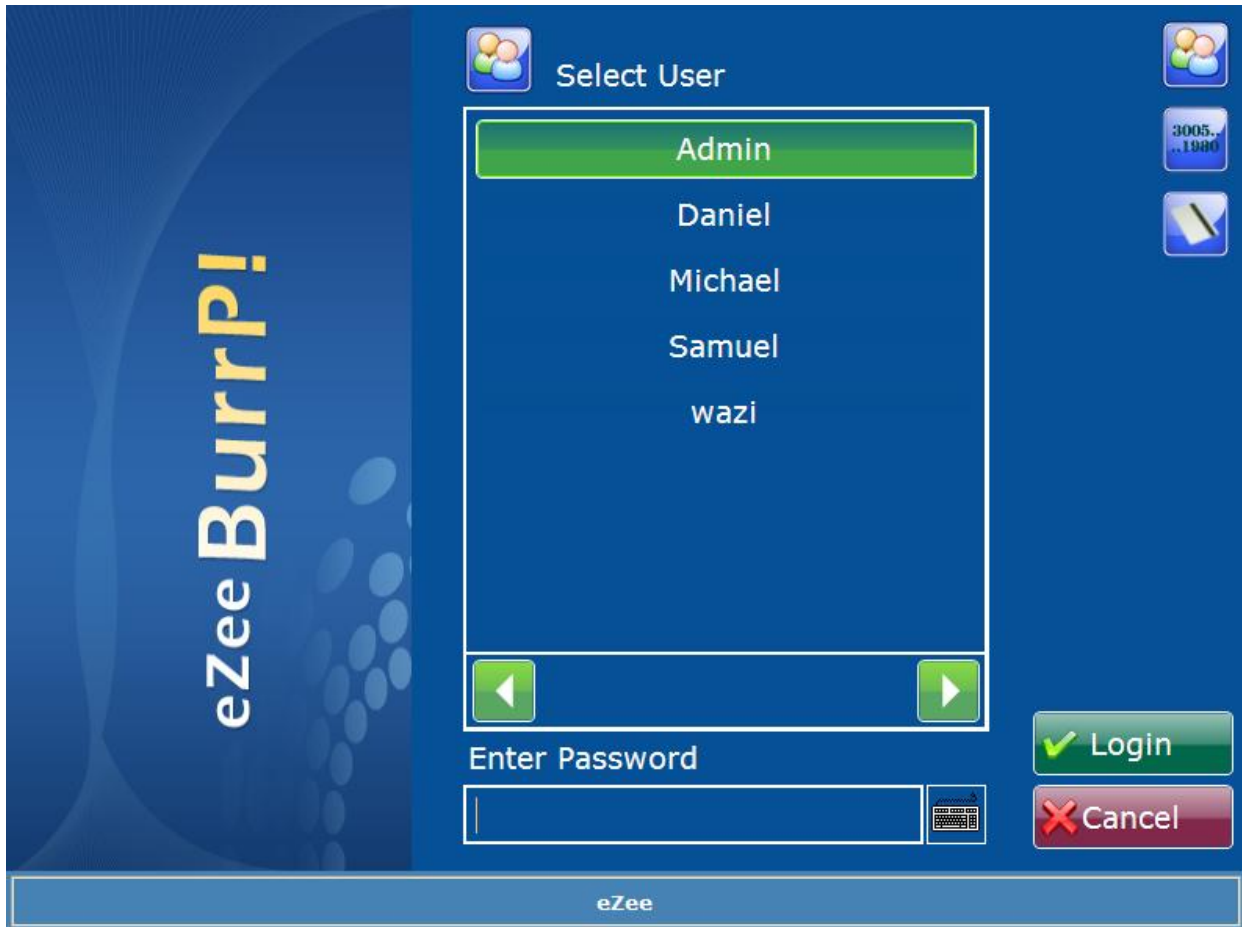 eZee BurrP!
Select User
Admin
Daniel
Michael
Samuel
wazi
3005..
..1980
Enter Password
Login
Cancel
eZee